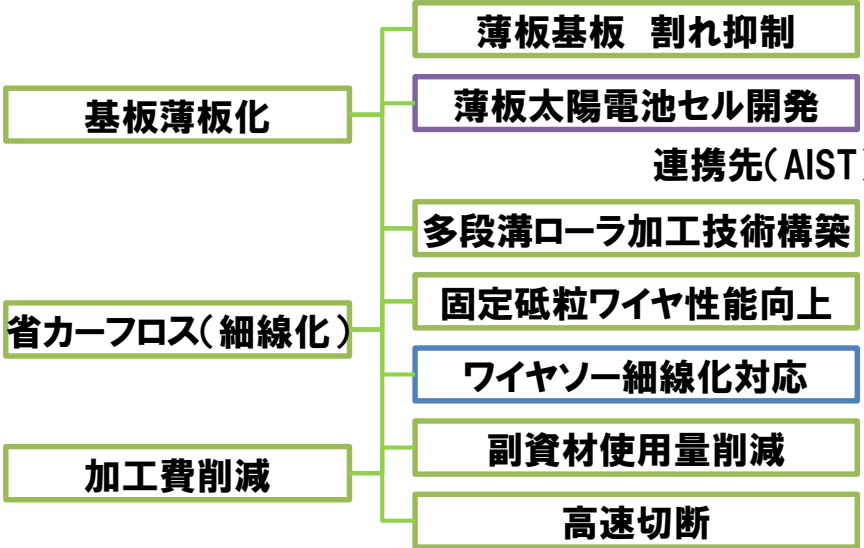 薄板基板 割れ抑制
基板薄板化
薄板太陽電池セル開発
連携先(AIST)
多段溝ローラ加工技術構築
省カーフロス(細線化)
固定砥粒ワイヤ性能向上
ワイヤソー細線化対応
加工費削減
副資材使用量削減
高速切断